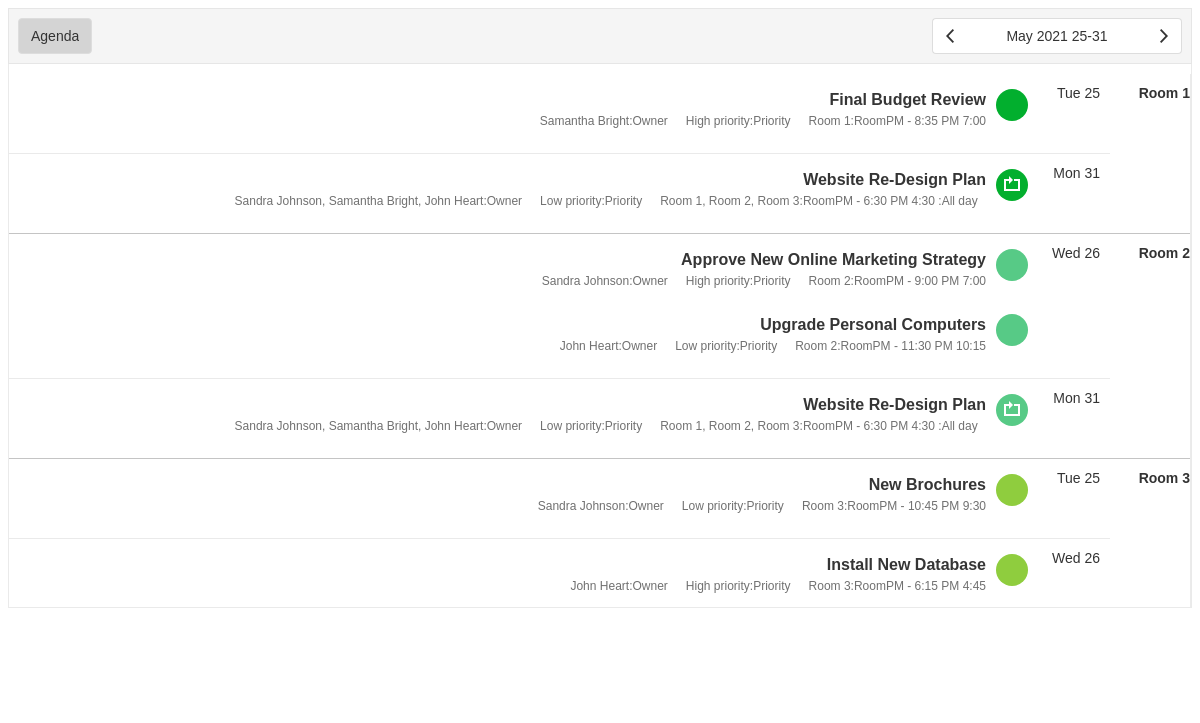 Agenda
May 2021 25-31
Room 1
Tue 25
Final Budget Review
Samantha Bright:Owner High priority:Priority Room 1:RoomPM - 8:35 PM 7:00
Mon 31
Website Re-Design Plan
Sandra Johnson, Samantha Bright, John Heart:Owner Low priority:Priority Room 1, Room 2, Room 3:RoomPM - 6:30 PM 4:30 :All day
Room 2
Wed 26
Approve New Online Marketing Strategy
Sandra Johnson:Owner High priority:Priority Room 2:RoomPM - 9:00 PM 7:00
Upgrade Personal Computers
John Heart:Owner Low priority:Priority Room 2:RoomPM - 11:30 PM 10:15
Mon 31
Website Re-Design Plan
Sandra Johnson, Samantha Bright, John Heart:Owner Low priority:Priority Room 1, Room 2, Room 3:RoomPM - 6:30 PM 4:30 :All day
Room 3
Tue 25
New Brochures
Sandra Johnson:Owner Low priority:Priority Room 3:RoomPM - 10:45 PM 9:30
Wed 26
Install New Database
John Heart:Owner High priority:Priority Room 3:RoomPM - 6:15 PM 4:45